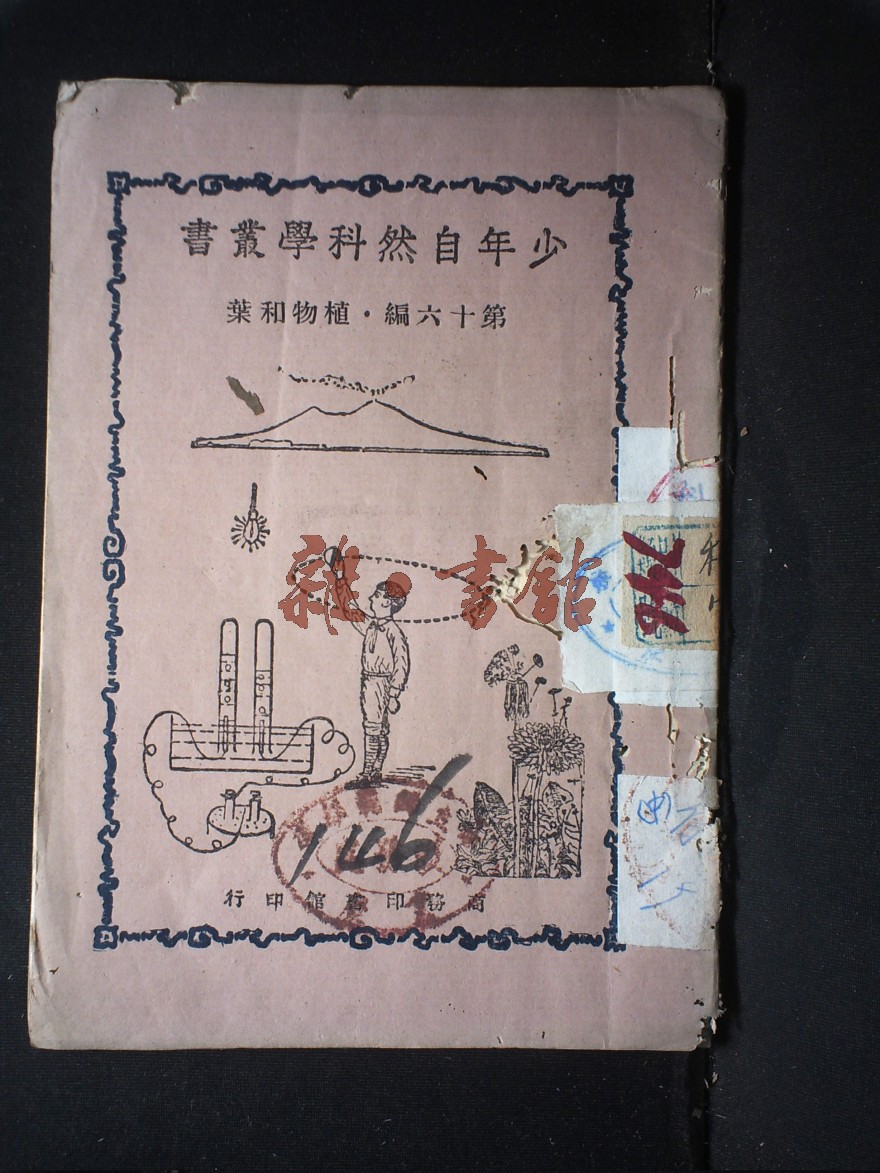 少年自然科學叢書
第十六編・植物和葉
雜・書館
746
146
商務印書館印行